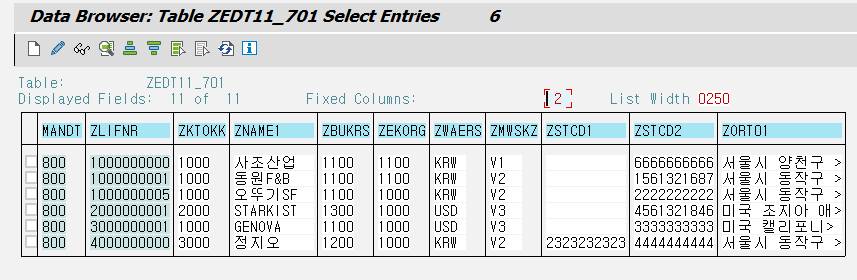 Data Browser: Table ZEDT11_701 Select Entries 6
Table: ZEDT11_701
Displayed Fields: 11 of 11 Fixed Columns: 2 List Width 0250
MANDT ZLIFNR ZKTOKK ZNAME1 ZBUKRS ZEKORG ZWAERS ZMWSKZ ZSTCD1 ZSTCD2 ZORT01
800 1000000000 1000 사조산업 1100 1100 KRW V1 6666666666 서울시 양천구 >
800 1000000001 1000 동원F&B 1100 1000 KRW V2 1561321687 서울시 동작구 >
800 1000000005 1000 오뚜기SF 1100 1000 KRW V2 2222222222 서울시 동작구 >
800 2000000001 2000 STARKIST 1300 1000 USD V3 4561321846 미국 조지아 애>
800 3000000001 1000 GENOVA 1100 1000 USD V3 3333333333 미국 캘리포니>
800 4000000000 3000 정지오 1200 1000 KRW V2 2323232323 4444444444 서울시 동작구 >